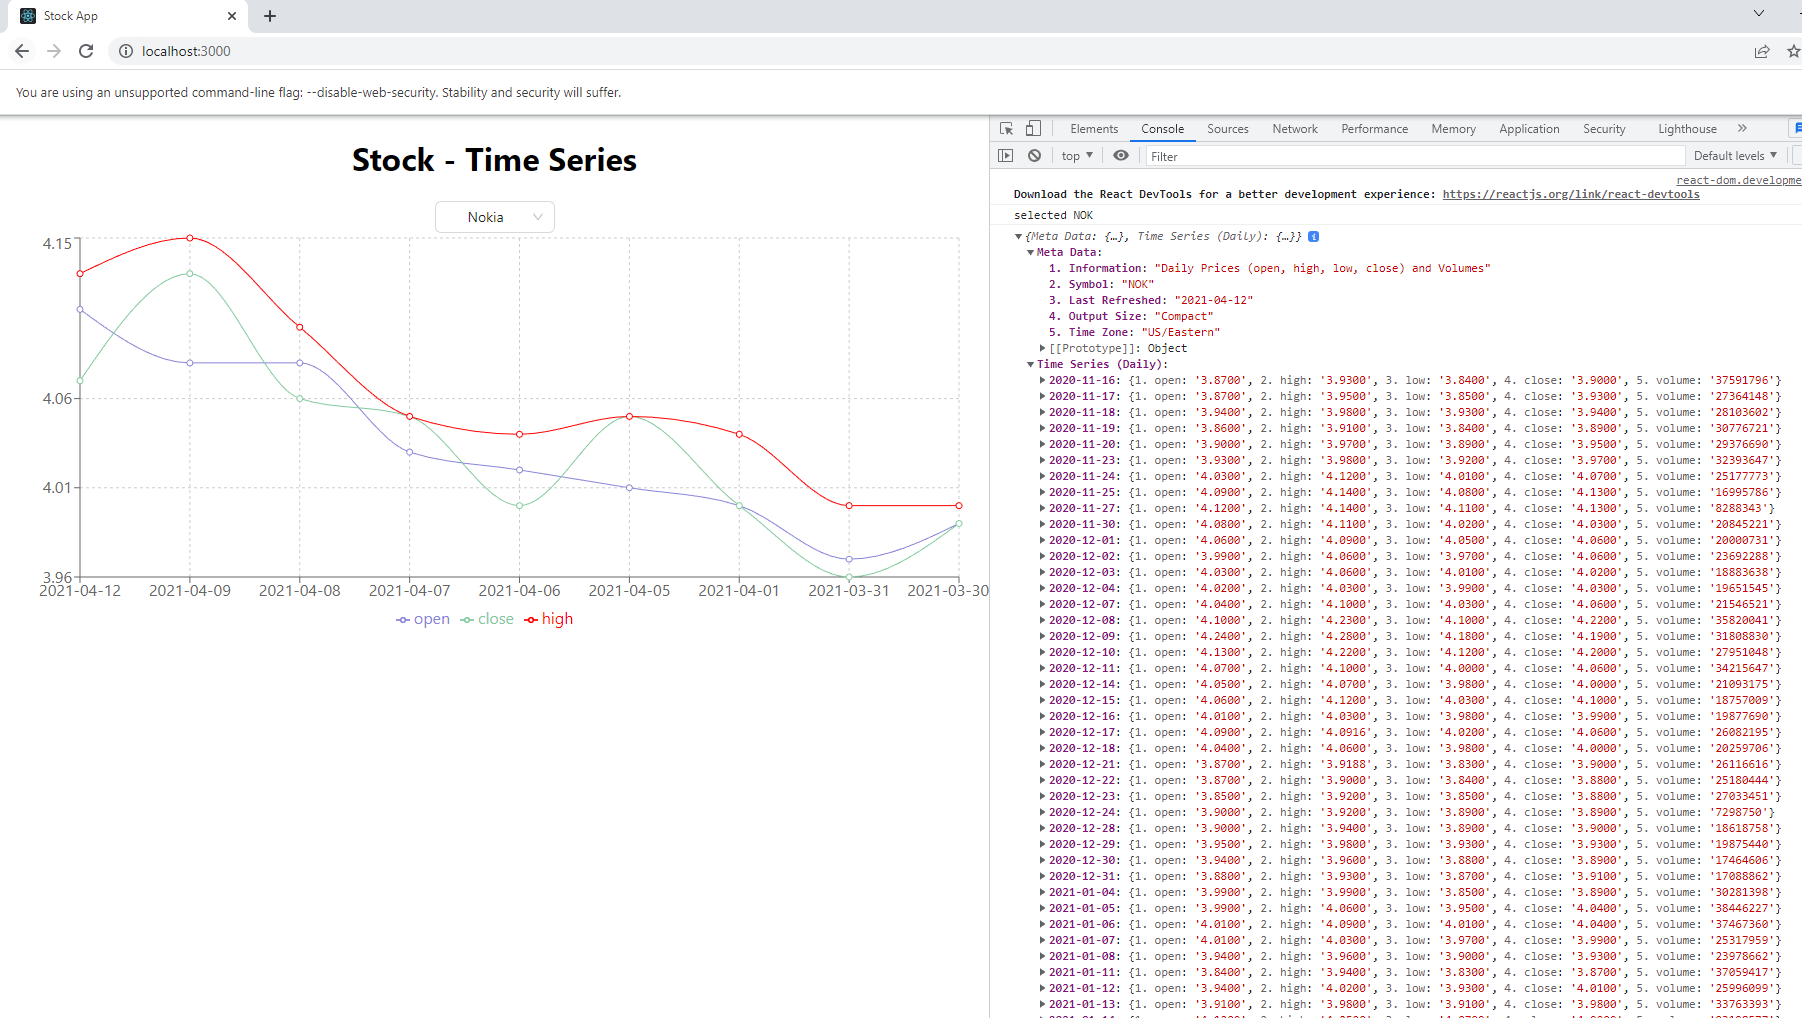 Stock App
localhost:3000
You are using an unsupported command-line flag: --disable-web-security. Stability and security will suffer.
Stock - Time Series
Nokia
4.15
4.06
4.01
3.96
2021-04-12 2021-04-09 2021-04-08 2021-04-07 2021-04-06 2021-04-05 2021-04-01 2021-03-31 2021-03-30
open close high
Elements Console Sources Network Performance Memory Application Security Lighthouse
top Filter Default levels
react-dom.developme
Download the React DevTools for a better development experience: https://reactjs.org/link/react-devtools
selected NOK
{Meta Data: {…}, Time Series (Daily): {…}} i
Meta Data:
1. Information: "Daily Prices (open, high, low, close) and Volumes"
2. Symbol: "NOK"
3. Last Refreshed: "2021-04-12"
4. Output Size: "Compact"
5. Time Zone: "US/Eastern"
[[Prototype]]: Object
Time Series (Daily):
2020-11-16: {1. open: '3.8700', 2. high: '3.9300', 3. low: '3.8400', 4. close: '3.9000', 5. volume: '37591796'}
2020-11-17: {1. open: '3.8700', 2. high: '3.9500', 3. low: '3.8500', 4. close: '3.9300', 5. volume: '27364148'}
2020-11-18: {1. open: '3.9400', 2. high: '3.9800', 3. low: '3.9300', 4. close: '3.9400', 5. volume: '28103602'}
2020-11-19: {1. open: '3.8600', 2. high: '3.9100', 3. low: '3.8400', 4. close: '3.8900', 5. volume: '30776721'}
2020-11-20: {1. open: '3.9000', 2. high: '3.9700', 3. low: '3.8900', 4. close: '3.9500', 5. volume: '29376690'}
2020-11-23: {1. open: '3.9300', 2. high: '3.9800', 3. low: '3.9200', 4. close: '3.9700', 5. volume: '32393647'}
2020-11-24: {1. open: '4.0300', 2. high: '4.1200', 3. low: '4.0100', 4. close: '4.0700', 5. volume: '25177773'}
2020-11-25: {1. open: '4.0900', 2. high: '4.1400', 3. low: '4.0800', 4. close: '4.1300', 5. volume: '16995786'}
2020-11-27: {1. open: '4.1200', 2. high: '4.1400', 3. low: '4.1100', 4. close: '4.1300', 5. volume: '8288343'}
2020-11-30: {1. open: '4.0800', 2. high: '4.1100', 3. low: '4.0200', 4. close: '4.0300', 5. volume: '20845221'}
2020-12-01: {1. open: '4.0600', 2. high: '4.0900', 3. low: '4.0500', 4. close: '4.0600', 5. volume: '20000731'}
2020-12-02: {1. open: '3.9900', 2. high: '4.0600', 3. low: '3.9700', 4. close: '4.0600', 5. volume: '23692288'}
2020-12-03: {1. open: '4.0300', 2. high: '4.0600', 3. low: '4.0100', 4. close: '4.0200', 5. volume: '18883638'}
2020-12-04: {1. open: '4.0200', 2. high: '4.0300', 3. low: '3.9900', 4. close: '4.0300', 5. volume: '19651545'}
2020-12-07: {1. open: '4.0400', 2. high: '4.1000', 3. low: '4.0300', 4. close: '4.0600', 5. volume: '21546521'}
2020-12-08: {1. open: '4.1000', 2. high: '4.2300', 3. low: '4.1000', 4. close: '4.2200', 5. volume: '35820041'}
2020-12-09: {1. open: '4.2400', 2. high: '4.2800', 3. low: '4.1800', 4. close: '4.1900', 5. volume: '31808830'}
2020-12-10: {1. open: '4.1300', 2. high: '4.2200', 3. low: '4.1200', 4. close: '4.2000', 5. volume: '27951048'}
2020-12-11: {1. open: '4.0700', 2. high: '4.1000', 3. low: '4.0000', 4. close: '4.0600', 5. volume: '34215647'}
2020-12-14: {1. open: '4.0500', 2. high: '4.0700', 3. low: '3.9800', 4. close: '4.0000', 5. volume: '21093175'}
2020-12-15: {1. open: '4.0600', 2. high: '4.1200', 3. low: '4.0300', 4. close: '4.1000', 5. volume: '18757009'}
2020-12-16: {1. open: '4.0100', 2. high: '4.0300', 3. low: '3.9800', 4. close: '3.9900', 5. volume: '19877690'}
2020-12-17: {1. open: '4.0900', 2. high: '4.0916', 3. low: '4.0200', 4. close: '4.0600', 5. volume: '26082195'}
2020-12-18: {1. open: '4.0400', 2. high: '4.0600', 3. low: '3.9800', 4. close: '4.0000', 5. volume: '20259706'}
2020-12-21: {1. open: '3.8700', 2. high: '3.9188', 3. low: '3.8300', 4. close: '3.9000', 5. volume: '26116616'}
2020-12-22: {1. open: '3.8700', 2. high: '3.9000', 3. low: '3.8400', 4. close: '3.8800', 5. volume: '25180444'}
2020-12-23: {1. open: '3.8500', 2. high: '3.9200', 3. low: '3.8500', 4. close: '3.8800', 5. volume: '27033451'}
2020-12-24: {1. open: '3.9000', 2. high: '3.9200', 3. low: '3.8900', 4. close: '3.8900', 5. volume: '7298750'}
2020-12-28: {1. open: '3.9000', 2. high: '3.9400', 3. low: '3.8900', 4. close: '3.9000', 5. volume: '18618758'}
2020-12-29: {1. open: '3.9500', 2. high: '3.9800', 3. low: '3.9300', 4. close: '3.9300', 5. volume: '19875440'}
2020-12-30: {1. open: '3.9400', 2. high: '3.9600', 3. low: '3.8800', 4. close: '3.8900', 5. volume: '17464606'}
2020-12-31: {1. open: '3.8800', 2. high: '3.9300', 3. low: '3.8700', 4. close: '3.9100', 5. volume: '17088862'}
2021-01-04: {1. open: '3.9900', 2. high: '3.9900', 3. low: '3.8500', 4. close: '3.8900', 5. volume: '30281398'}
2021-01-05: {1. open: '3.9900', 2. high: '4.0600', 3. low: '3.9500', 4. close: '4.0400', 5. volume: '38446227'}
2021-01-06: {1. open: '4.0100', 2. high: '4.0900', 3. low: '4.0100', 4. close: '4.0400', 5. volume: '37467360'}
2021-01-07: {1. open: '4.0100', 2. high: '4.0300', 3. low: '3.9700', 4. close: '3.9900', 5. volume: '25317959'}
2021-01-08: {1. open: '3.9400', 2. high: '3.9600', 3. low: '3.9000', 4. close: '3.9300', 5. volume: '23978662'}
2021-01-11: {1. open: '3.8400', 2. high: '3.9400', 3. low: '3.8300', 4. close: '3.8700', 5. volume: '37059417'}
2021-01-12: {1. open: '3.9400', 2. high: '4.0200', 3. low: '3.9300', 4. close: '4.0100', 5. volume: '25996099'}
2021-01-13: {1. open: '3.9100', 2. high: '3.9800', 3. low: '3.9100', 4. close: '3.9800', 5. volume: '33763393'}